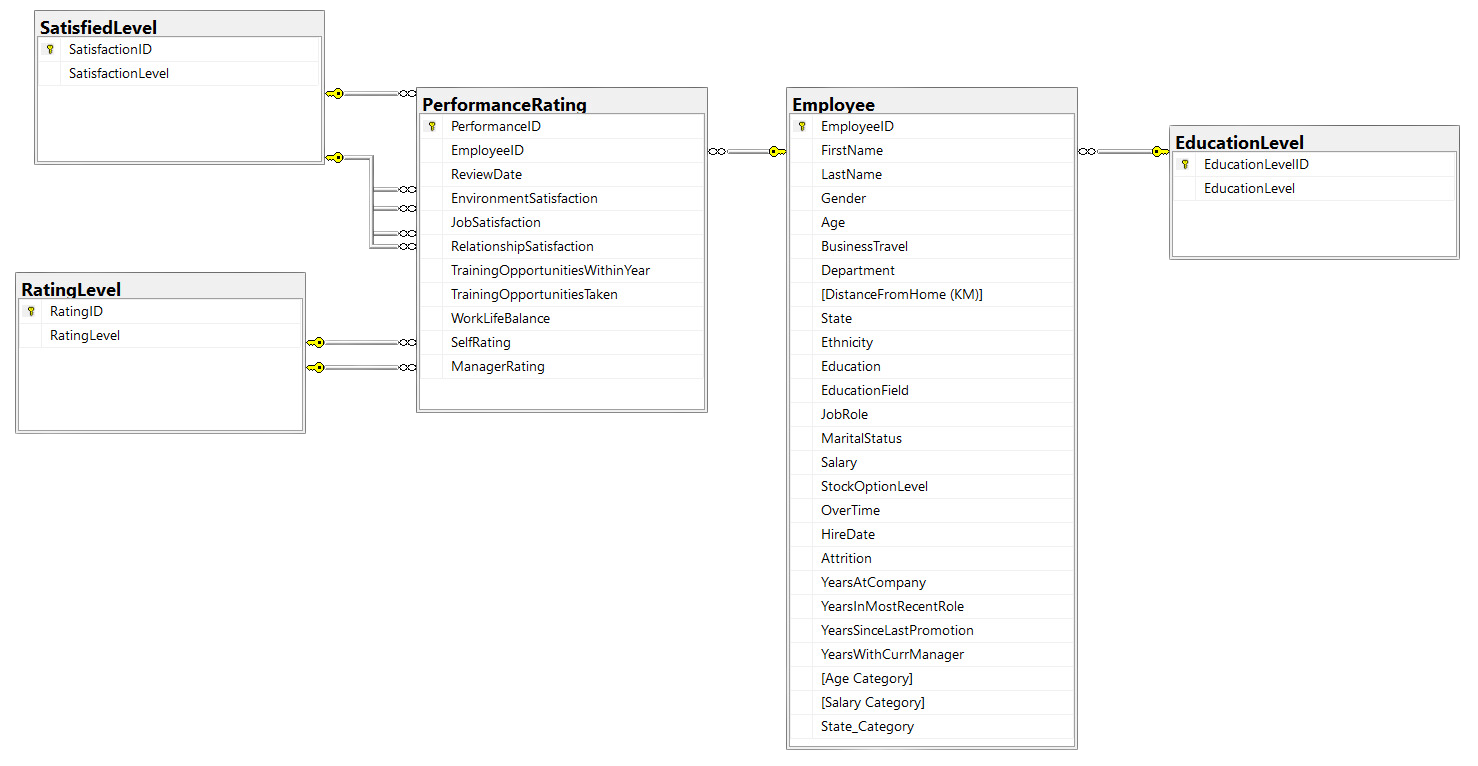 SatisfiedLevel
SatisfactionID
SatisfactionLevel
RatingLevel
RatingID
RatingLevel
PerformanceRating
PerformanceID
EmployeeID
ReviewDate
EnvironmentSatisfaction
JobSatisfaction
RelationshipSatisfaction
TrainingOpportunitiesWithinYear
TrainingOpportunitiesTaken
WorkLifeBalance
SelfRating
ManagerRating
Employee
EmployeeID
FirstName
LastName
Gender
Age
BusinessTravel
Department
[DistanceFromHome (KM)]
State
Ethnicity
Education
EducationField
JobRole
MaritalStatus
Salary
StockOptionLevel
OverTime
HireDate
Attrition
YearsAtCompany
YearsInMostRecentRole
YearsSinceLastPromotion
YearsWithCurrManager
[Age Category]
[Salary Category]
State_Category
EducationLevel
EducationLevelID
EducationLevel